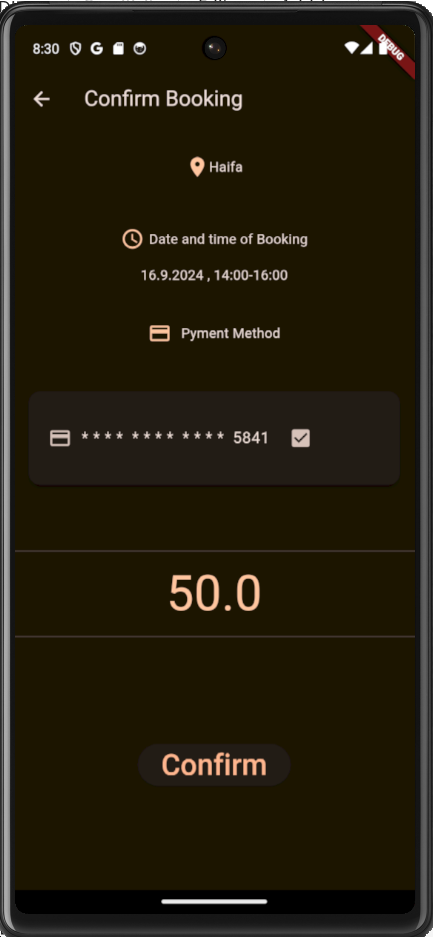 8:30
DEBUG
Confirm Booking
Haifa
Date and time of Booking
16.9.2024 , 14:00-16:00
Pyment Method
**** **** **** 5841
50.0
Confirm